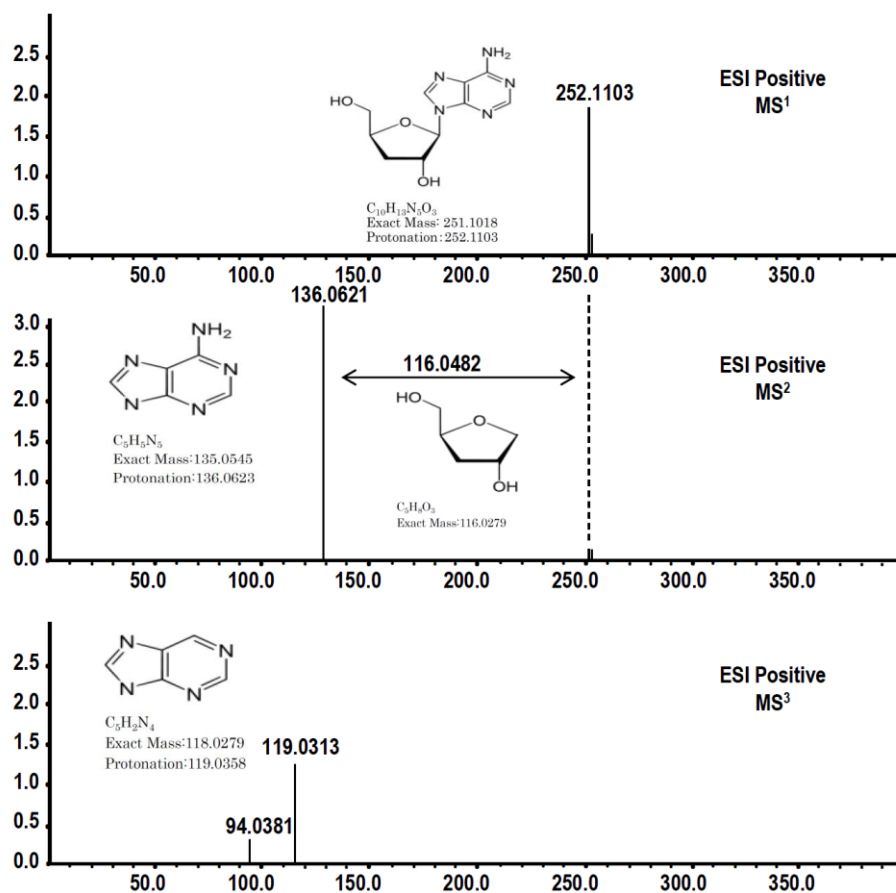 2.5
2.0
1.5
1.0
0.5
0.0
NH₂
N
N
N
N
HO
O
OH
252.1103
ESI Positive
MS¹
C₁₀H₁₃N₅O₃
Exact Mass: 251.1018
Protonation: 252.1103
50.0 100.0 150.0 200.0 250.0 300.0 350.0
136.0621
3.0
2.5
2.0
1.5
1.0
0.5
0.0
NH₂
N
N
N
N
116.0482
ESI Positive
MS²
HO
O
OH
C₅H₅N₅
Exact Mass:135.0545
Protonation:136.0623
C₅H₈O₃
Exact Mass:116.0279
50.0 100.0 150.0 200.0 250.0 300.0 350.0
2.5
2.0
1.5
1.0
0.5
0.0
N
N
N
N
ESI Positive
MS³
C₅H₂N₄
Exact Mass:118.0279
Protonation:119.0358
119.0313
94.0381
50.0 100.0 150.0 200.0 250.0 300.0 350.0